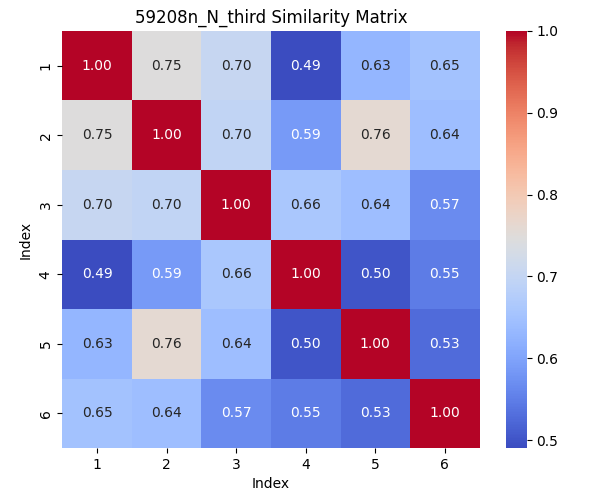 59208n_N_third Similarity Matrix
1 1.00 0.75 0.70 0.49 0.63 0.65
2 0.75 1.00 0.70 0.59 0.76 0.64
3 0.70 0.70 1.00 0.66 0.64 0.57
4 0.49 0.59 0.66 1.00 0.50 0.55
5 0.63 0.76 0.64 0.50 1.00 0.53
6 0.65 0.64 0.57 0.55 0.53 1.00
1 2 3 4 5 6
Index
Index
1.0
0.9
0.8
0.7
0.6
0.5